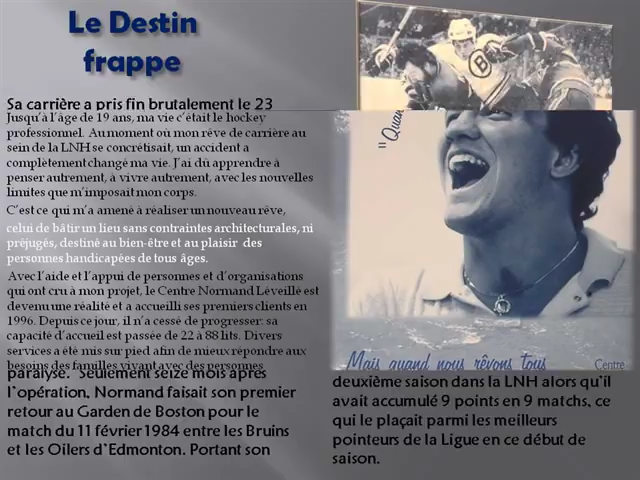 Le Destin
frappe
Sa carrière a pris fin brutalement le 23
Jusqu'à l'âge de 19 ans, ma vie c'était le hockey
professionnel. Au moment où mon rêve de carrière au
sein de la LNH se concrétisait, un accident a
complètement changé ma vie. J'ai dû apprendre à
penser autrement, à vivre autrement, avec les nouvelles
limites que m'imposait mon corps.
C'est ce qui m'a amené à réaliser un nouveau rêve,
celui de bâtir un lieu sans contraintes architecturales, ni
préjugés, destiné au bien-être et au plaisir des
personnes handicapées de tous âges.
Avec l'aide et l'appui de personnes et d'organisations
qui ont cru à mon projet, le Centre Normand Léveillé est
devenu une réalité et a accueilli ses premiers clients en
1996. Depuis ce jour, il n'a cessé de progresser: sa
capacité d'accueil est passée de 22 à 88 lits. Divers
services a été mis sur pied afin de mieux répondre aux
besoins des familles vivant avec des personnes
paralysé. Seulement seize mois après
l'opération, Normand faisait son premier
retour au Garden de Boston pour le
match du 11 février 1984 entre les Bruins
et les Oilers d'Edmonton. Portant son
"Quan
B
Mais quand nous rêvons tous
Centre
deuxième saison dans la LNH alors qu'il
avait accumulé 9 points en 9 matchs, ce
qui le plaçait parmi les meilleurs
pointeurs de la Ligue en ce début de
saison.